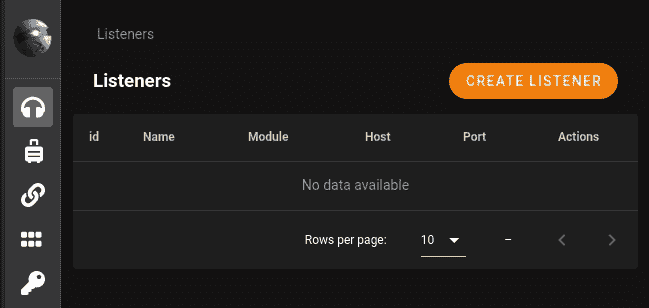 Listeners
Listeners CREATE LISTENER
id Name Module Host Port Actions
No data available
Rows per page: 10 –